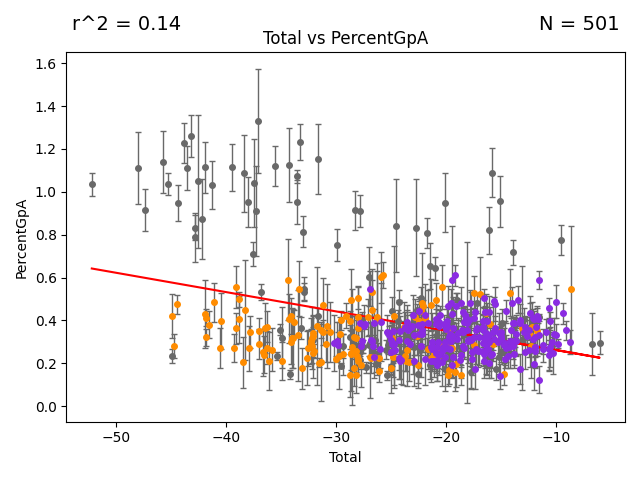 r^2 = 0.14
N = 501
Total vs PercentGpA
1.6
1.4
1.2
1.0
0.8
0.6
0.4
0.2
0.0
PercentGpA
−50
−40
−30
−20
−10
Total